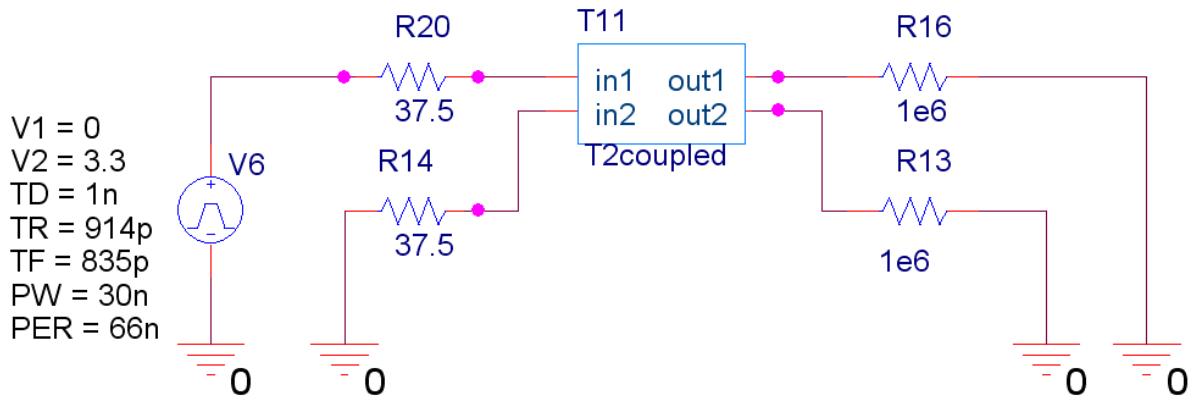 T11
R20
R16
in1 out1
37.5
1e6
in2 out2
V1 = 0
V2 = 3.3
TD = 1n
TR = 914p
TF = 835p
PW = 30n
PER = 66n
V6
+
-
R14
T2coupled
R13
37.5
1e6
0
0
0
0